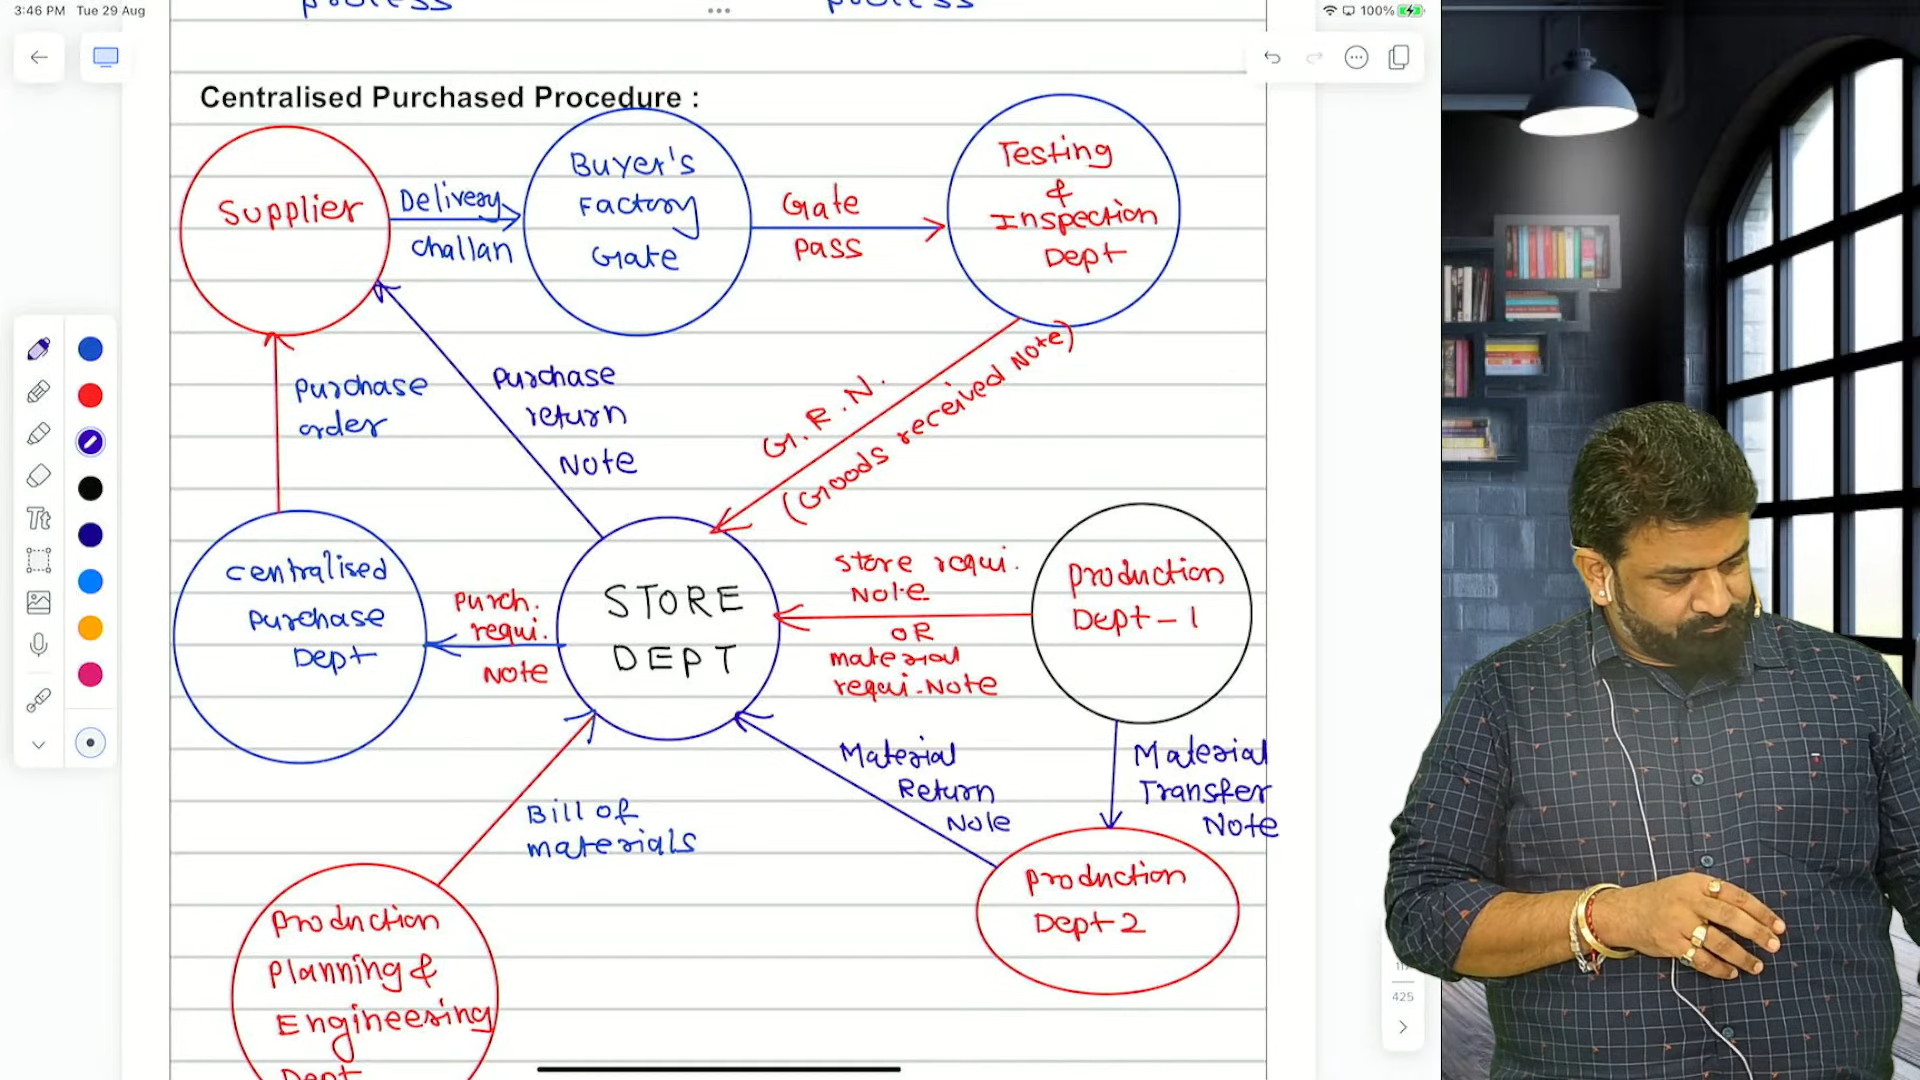 3:46 PM Tue 29 Aug
100%
Centralised Purchased Procedure :
Supplier
Delivery
challan
Buyer's
Factory
Gate
Gate
pass
Testing
&
Inspection
Dept
purchase
order
purchase
return
Note
G.R.N.
(Goods received Note)
centralised
purchase
Dept
purch.
requi.
Note
STORE
DEPT
store requi.
Note
OR
material
requi.Note
production
Dept-1
Material
Return
Note
Material
Transfer
Note
Bill of
materials
production
Dept 2
production
planning &
Engineering
Dept
Tt
425